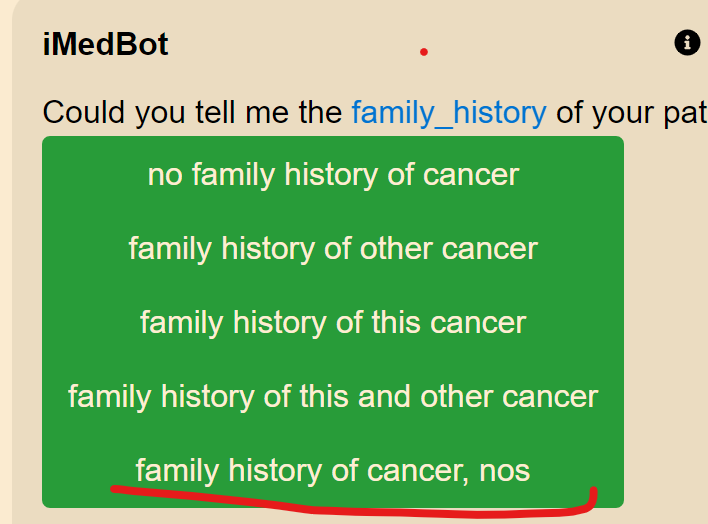 iMedBot
Could you tell me the family_history of your pat
no family history of cancer
family history of other cancer
family history of this cancer
family history of this and other cancer
family history of cancer, nos